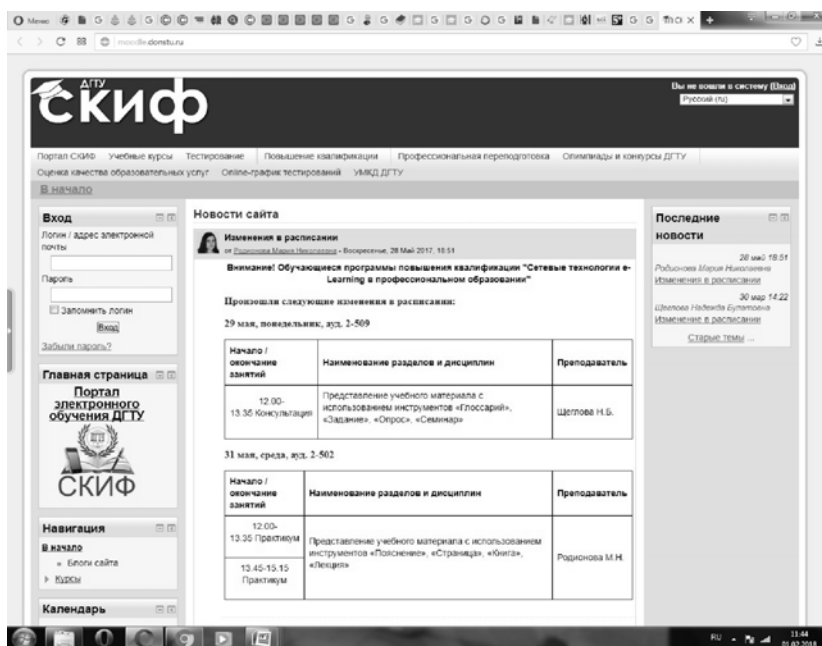 Меню
moodle.donstu.ru
ДГТУ
СКИФ
Вы не вошли в систему (Вход)
Русский (ru)
Портал СКИФ Учебные курсы Тестирование Повышение квалификации Профессиональная переподготовка Олимпиады и конкурсы ДГТУ
Оценка качества образовательных услуг Online-график тестирований УМКД ДГТУ
В начало
Вход
Логин / адрес электронной
почты
Пароль
Запомнить логин
Вход
Забыли пароль?
Главная страница
Портал
электронного
обучения ДГТУ
СКИФ
Навигация
В начало
Блоги сайта
Курсы
Календарь
Новости сайта
Изменения в расписании
от Родионова Мария Николаевна - Воскресенье, 28 Май 2017, 18:51
Внимание! Обучающиеся программы повышения квалификации "Сетевые технологии e-
Learning в профессиональном образовании"
Произошли следующие изменения в расписании:
29 мая, понедельник, ауд. 2-509
Начало /
окончание
занятий
Наименование разделов и дисциплин
Преподаватель
12.00-
13.35 Консультация
Представление учебного материала с
использованием инструментов «Глоссарий»,
«Задание», «Опрос», «Семинар»
Щеглова Н.Б.
31 мая, среда, ауд. 2-502
Начало /
окончание
занятий
Наименование разделов и дисциплин
Преподаватель
12.00-
13.35 Практикум
13.45-15.15
Практикум
Представление учебного материала с использованием
инструментов «Пояснение», «Страница», «Книга»,
«Лекция»
Родионова М.Н.
Последние
новости
28 май 18:51
Родионова Мария Николаевна
Изменения в расписании
30 мар 14:22
Щеглова Надежда Булатовна
Изменение в расписании
Старые темы ...
RU
11:44
01.02.2018